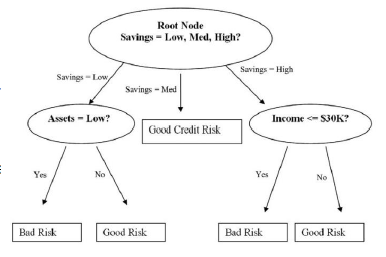 Root Node
Savings = Low, Med, High?
Savings = Low
Savings = Med
Savings = High
Assets = Low?
Good Credit Risk
Income <= $30K?
Yes
No
Yes
No
Bad Risk
Good Risk
Bad Risk
Good Risk